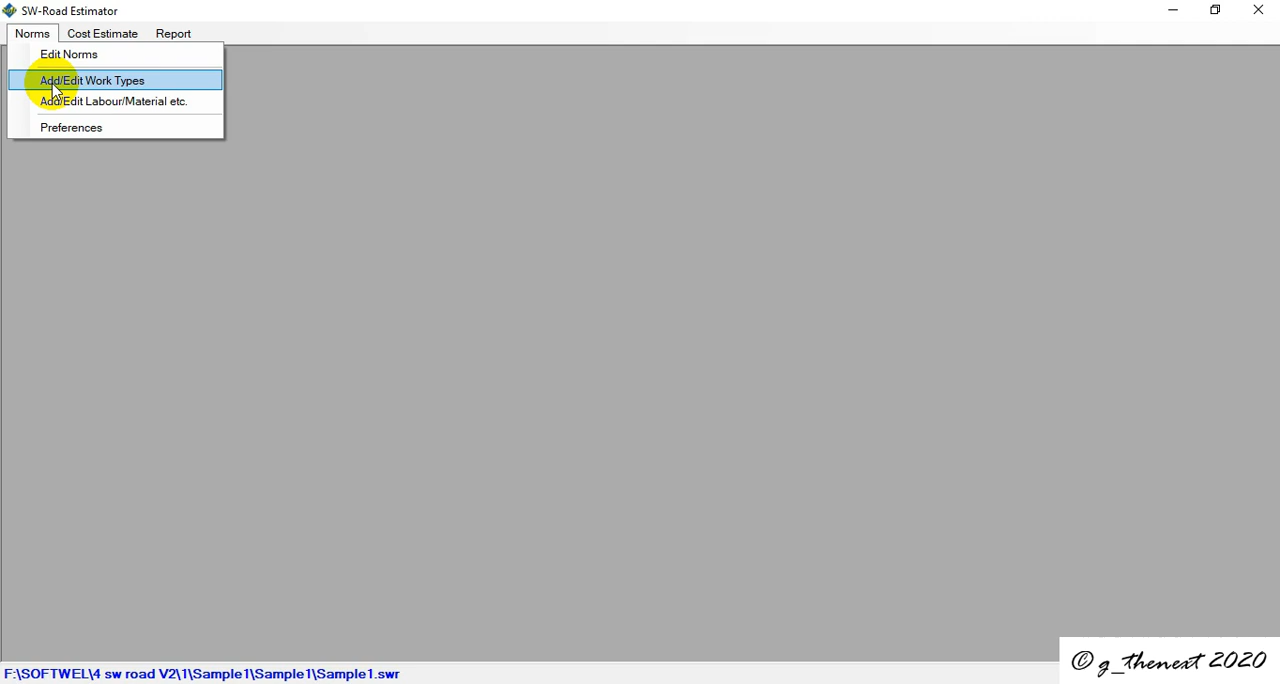 SW-Road Estimator
Norms Cost Estimate Report
Edit Norms
Add/Edit Work Types
Add/Edit Labour/Material etc.
Preferences
F:\SOFTWEL\4 sw road V2\1\Sample1\Sample1\Sample1.swr
© g_thenext 2020